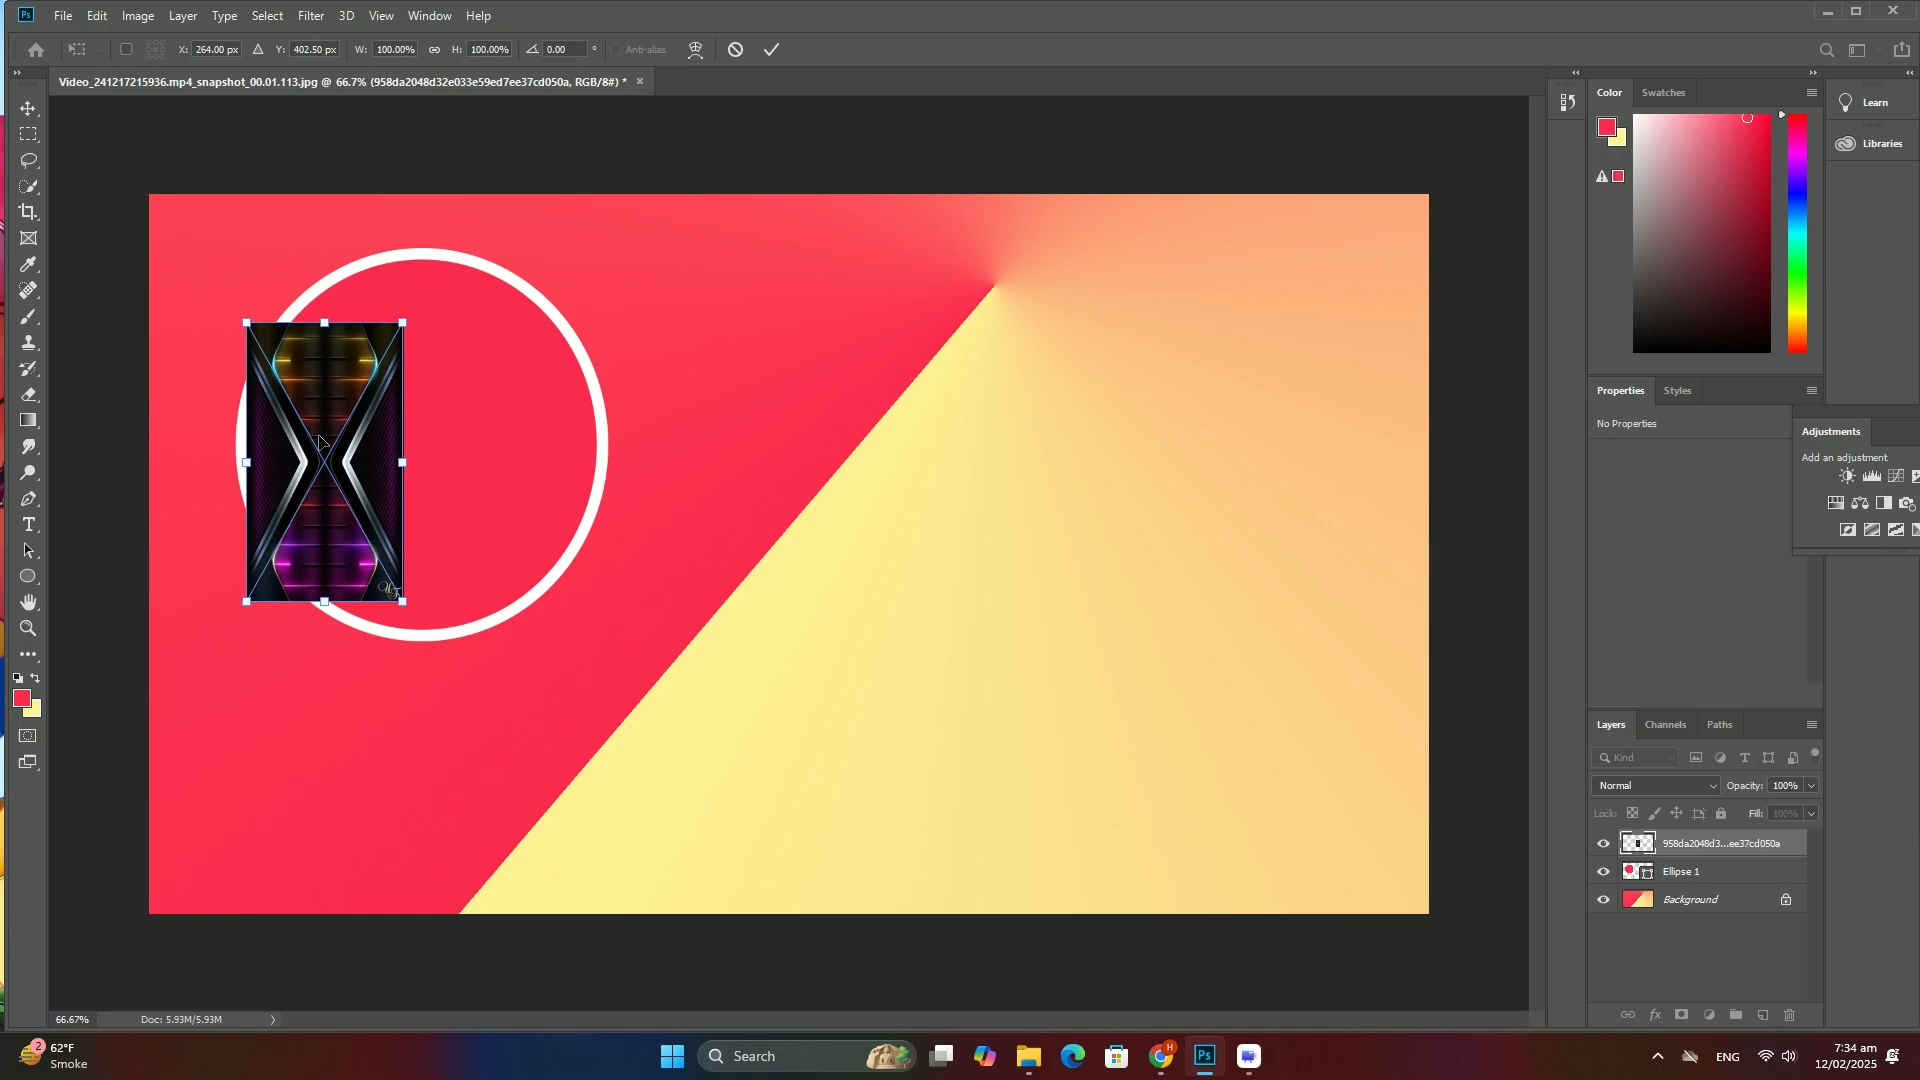 Ps File Edit Image Layer Type Select Filter 3D View Window Help
X: 264.00 px Y: 402.50 px W: 100.00% H: 100.00% 0.00 ° Anti-alias
Video_241217215936.mp4_snapshot_00.01.113.jpg @ 66.7% (958da2048d32e033e59ed7ee37cd050a, RGB/8#) *
Color Swatches
Learn
Libraries
Properties Styles
No Properties
Adjustments
Add an adjustment
Layers Channels Paths
Kind
Normal Opacity: 100%
Lock: Fill: 100%
958da2048d3...ee37cd050a
Ellipse 1
Background
66.67% Doc: 5.93M/5.93M
2
62°F
Smoke
Search
H
Ps
ENG
7:34 am
12/02/2025